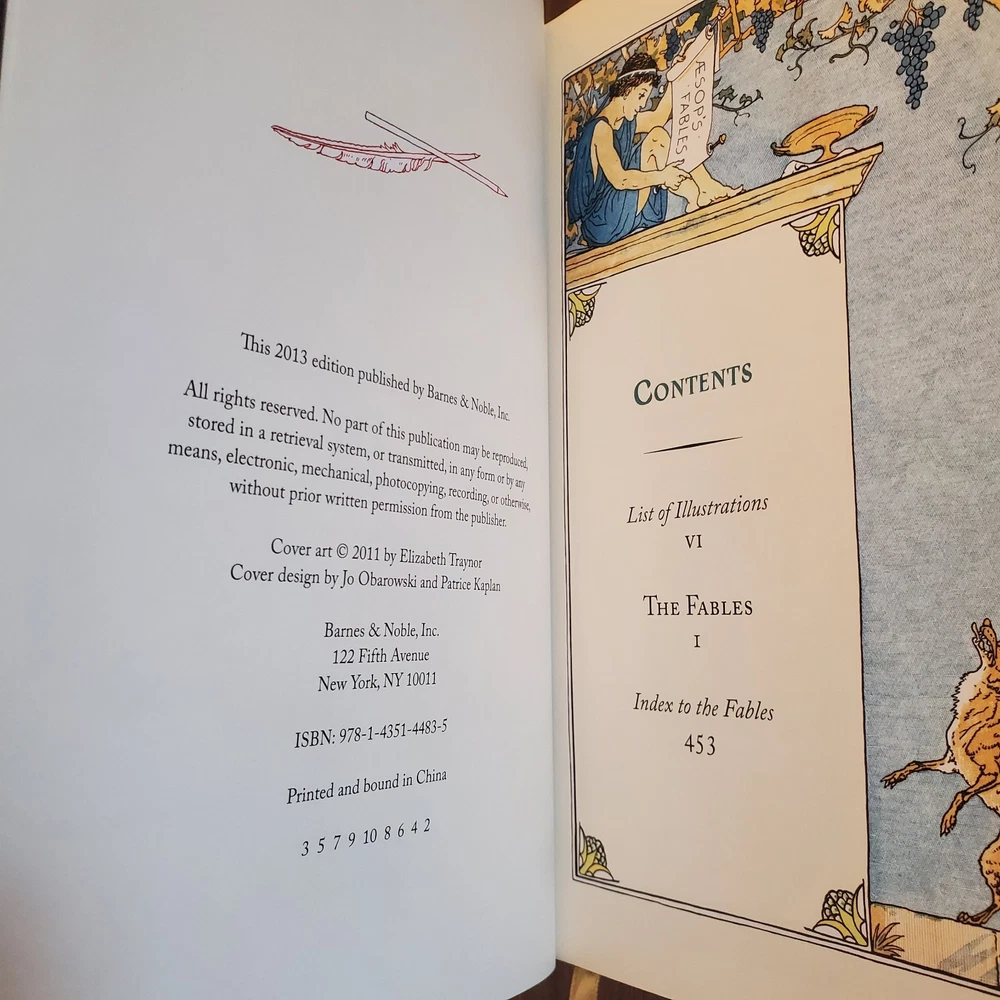 This 2013 edition published by Barnes & Noble, Inc.
All rights reserved. No part of this publication may be reproduced,
stored in a retrieval system, or transmitted, in any form or by any
means, electronic, mechanical, photocopying, recording, or otherwise,
without prior written permission from the publisher.
Cover art © 2011 by Elizabeth Traynor
Cover design by Jo Obarowski and Patrice Kaplan
Barnes & Noble, Inc.
122 Fifth Avenue
New York, NY 10011
ISBN: 978-1-4351-4483-5
Printed and bound in China
3 5 7 9 10 8 6 4 2
ÆSOP'S
FABLES
CONTENTS
List of Illustrations
VI
THE FABLES
I
Index to the Fables
453